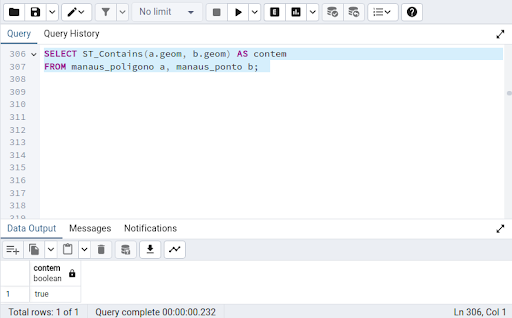 No limit
Query Query History
306 SELECT ST_Contains(a.geom, b.geom) AS contem
307 FROM manaus_poligono a, manaus_ponto b;
308
309
310
311
312
313
314
315
316
317
318
319
Data Output Messages Notifications
contem
boolean
1 true
Total rows: 1 of 1 Query complete 00:00:00.232 Ln 306, Col 1